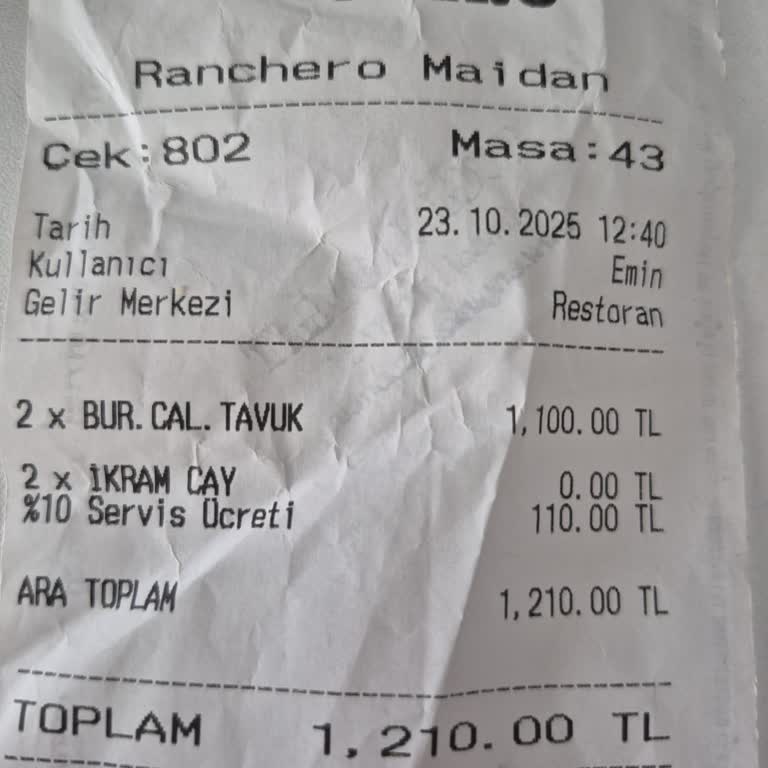 Ranchero Maidan
Cek:802 Masa:43
Tarih 23.10.2025 12:40
Kullanıcı Emin
Gelir Merkezi Restoran
2 x BUR.CAL.TAVUK 1,100.00 TL
2 x İKRAM CAY 0.00 TL
%10 Servis Ücreti 110.00 TL
ARA TOPLAM 1,210.00 TL
TOPLAM 1,210.00 TL